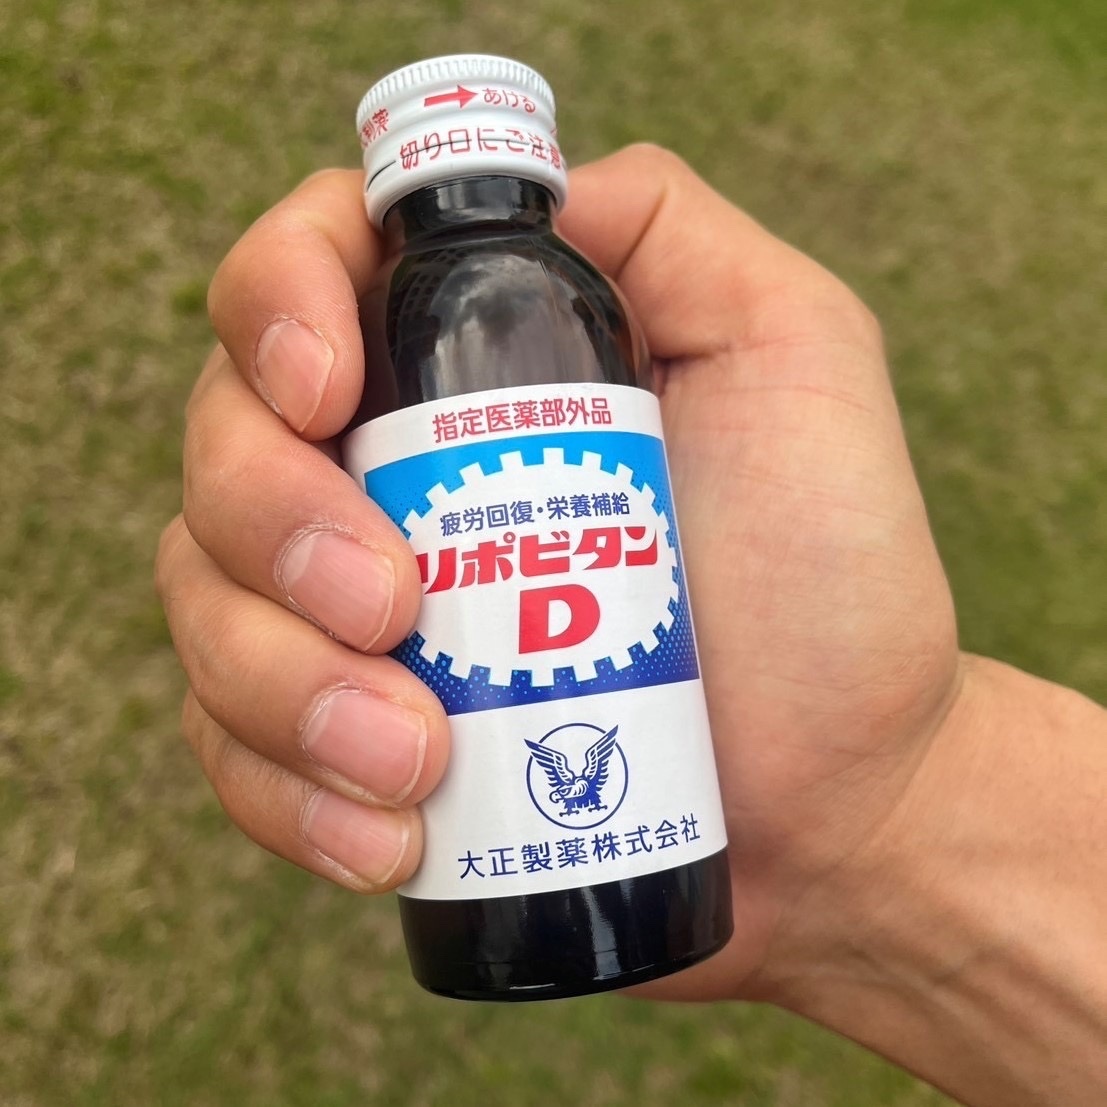 あける
切り口にご注意
指定医薬部外品
疲労回復・栄養補給
リポビタン
D
大正製薬株式会社